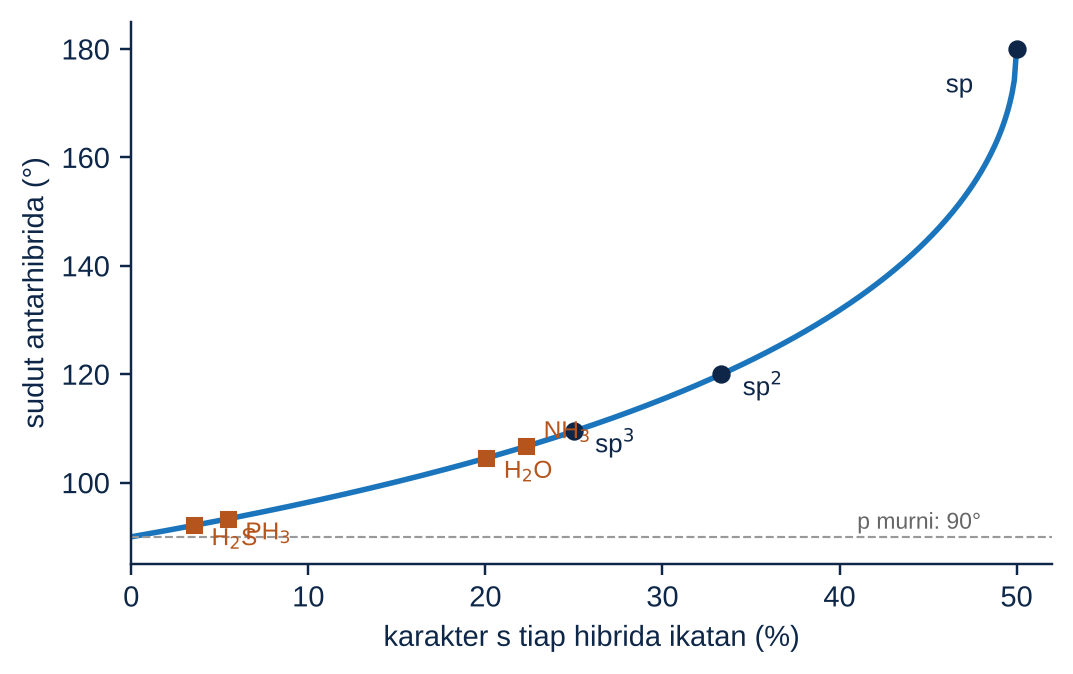 180
160
140
120
100
sudut antarhibrida (°)
sp
sp²
sp³
NH₃
H₂O
PH₃
H₂S
p murni: 90°
0 10 20 30 40 50
karakter s tiap hibrida ikatan (%)